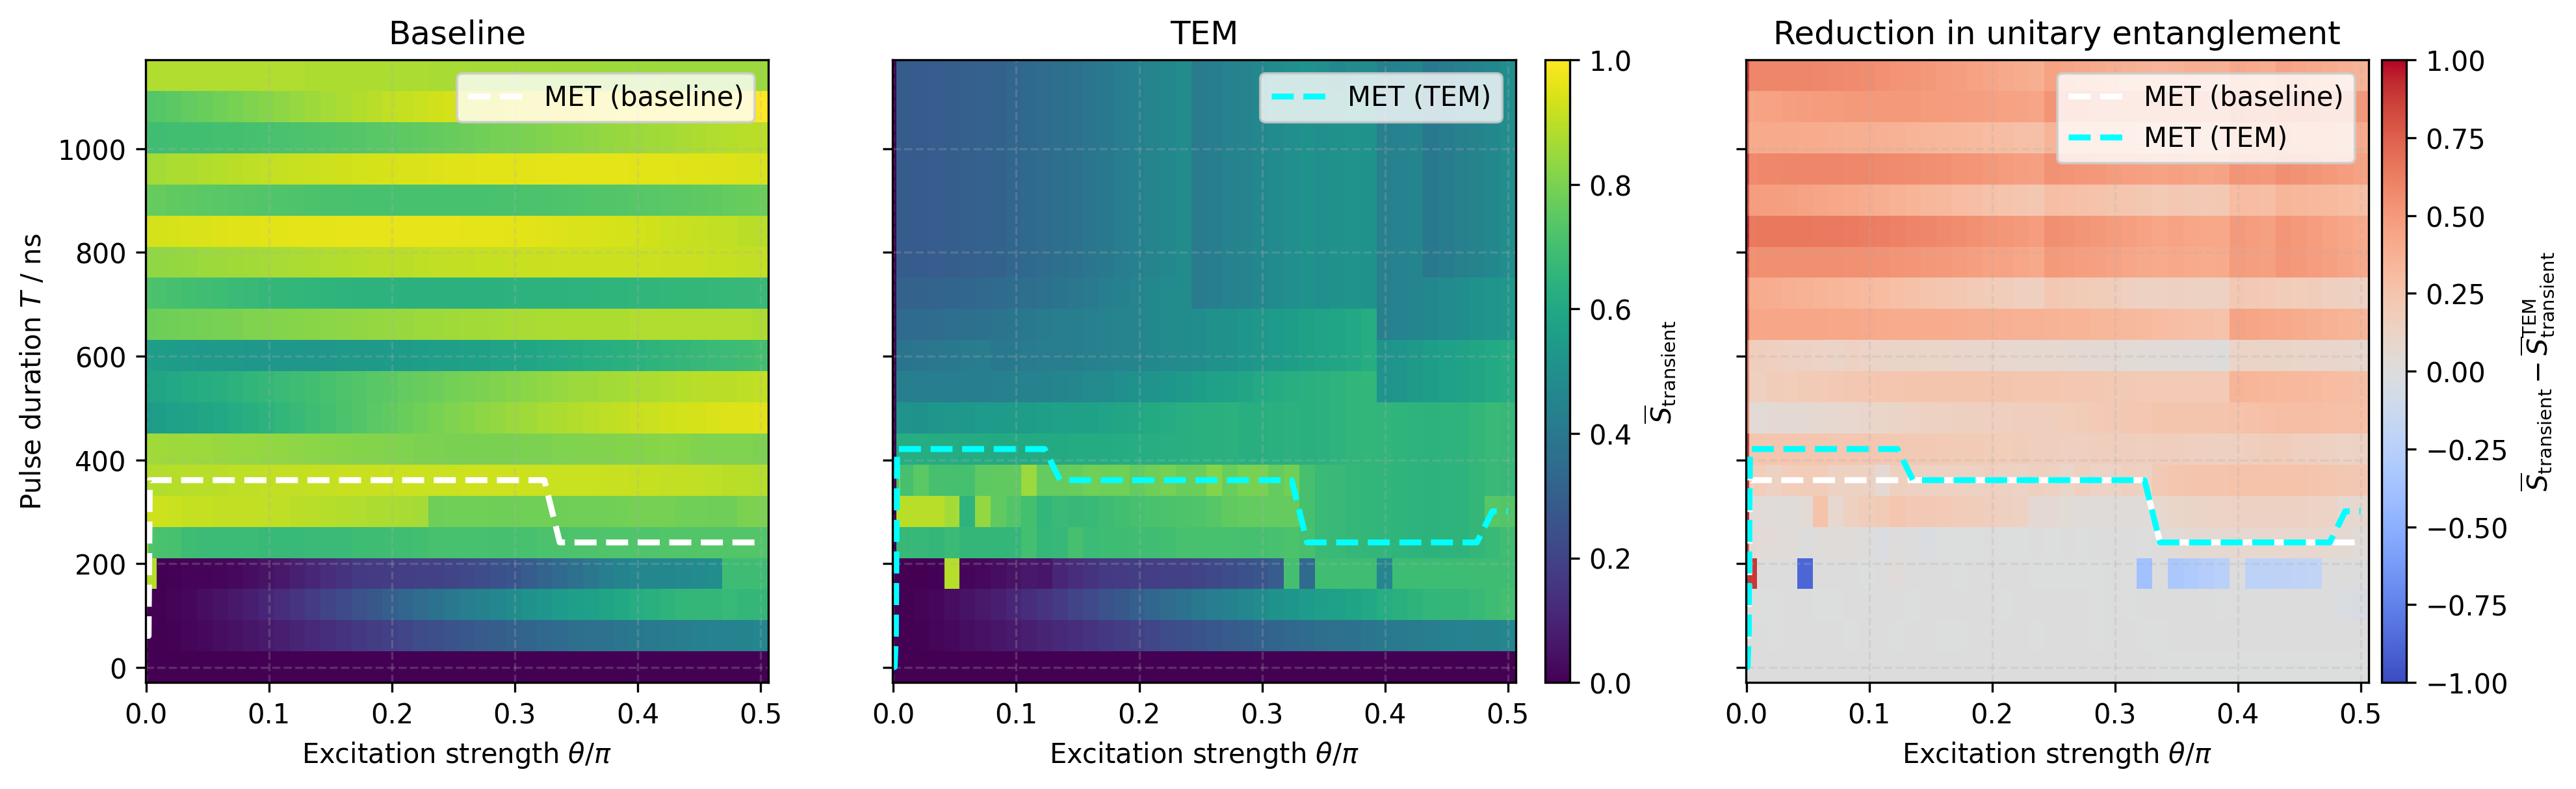 Baseline
TEM
Reduction in unitary entanglement
MET (baseline)
MET (TEM)
MET (baseline)
MET (TEM)
Pulse duration T / ns
1000
800
600
400
200
0
0.0 0.1 0.2 0.3 0.4 0.5
Excitation strength θ/π
0.0 0.1 0.2 0.3 0.4 0.5
Excitation strength θ/π
1.0
0.8
0.6
0.4
0.2
0.0
S̅transient
0.0 0.1 0.2 0.3 0.4 0.5
Excitation strength θ/π
1.00
0.75
0.50
0.25
0.00
−0.25
−0.50
−0.75
−1.00
S̅transient − S̅TEM transient